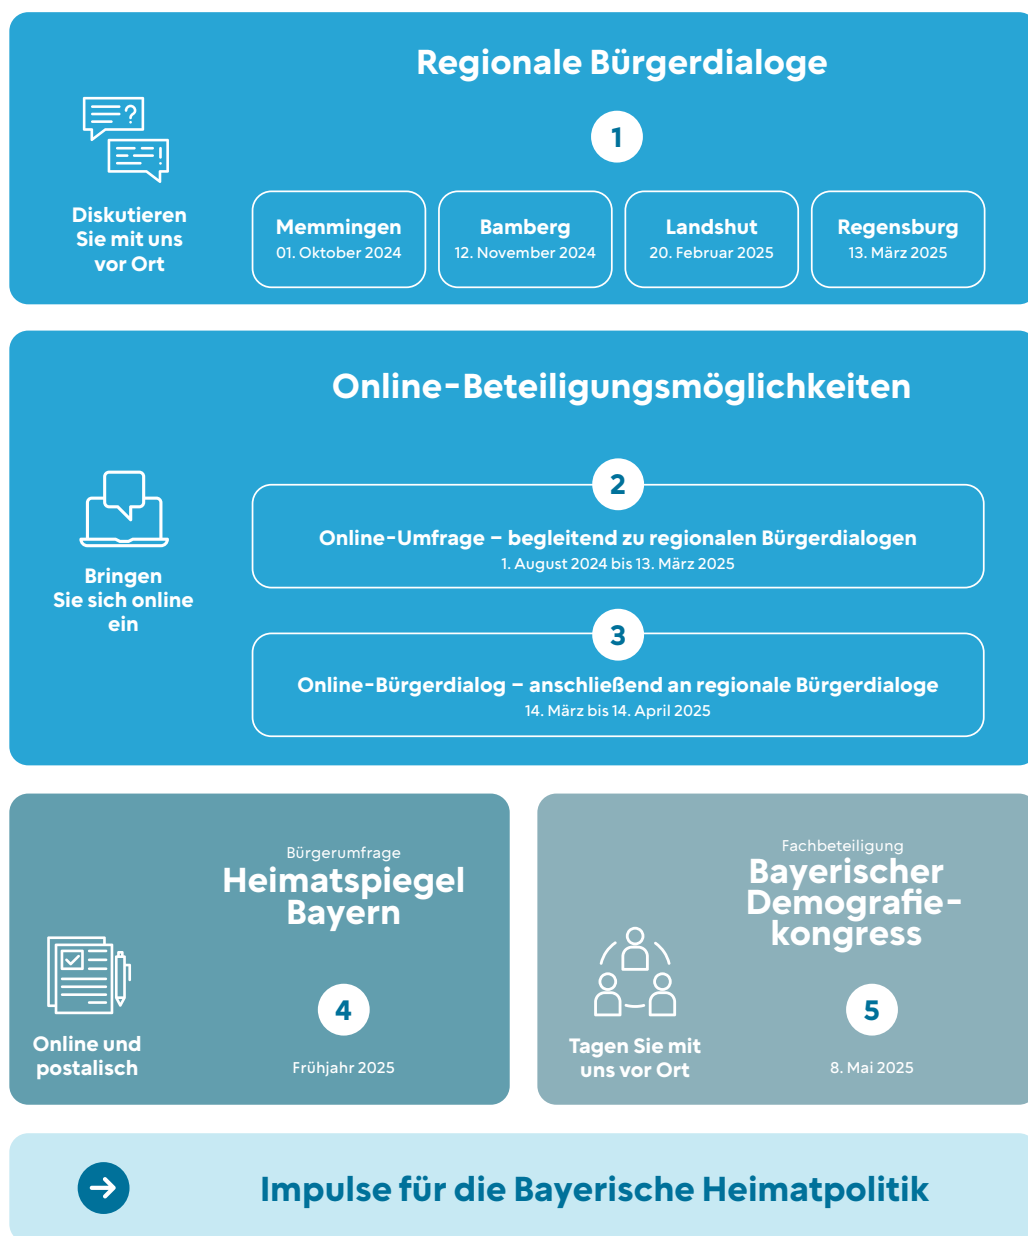 Regionale Bürgerdialoge
1
Diskutieren
Sie mit uns
vor Ort
Memmingen
01. Oktober 2024
Bamberg
12. November 2024
Landshut
20. Februar 2025
Regensburg
13. März 2025
Online-Beteiligungsmöglichkeiten
Bringen
Sie sich online
ein
2
Online-Umfrage – begleitend zu regionalen Bürgerdialogen
1. August 2024 bis 13. März 2025
3
Online-Bürgerdialog – anschließend an regionale Bürgerdialoge
14. März bis 14. April 2025
Bürgerumfrage
Heimatspiegel
Bayern
4
Online und
postalisch
Frühjahr 2025
Fachbeteiligung
Bayerischer
Demografie-
kongress
5
Tagen Sie mit
uns vor Ort
8. Mai 2025
Impulse für die Bayerische Heimatpolitik